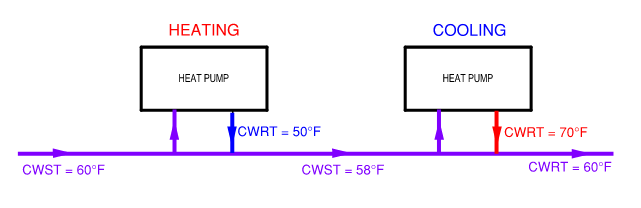 HEATING
COOLING
HEAT PUMP
HEAT PUMP
CWRT = 50°F
CWRT = 70°F
CWST = 60°F
CWST = 58°F
CWRT = 60°F